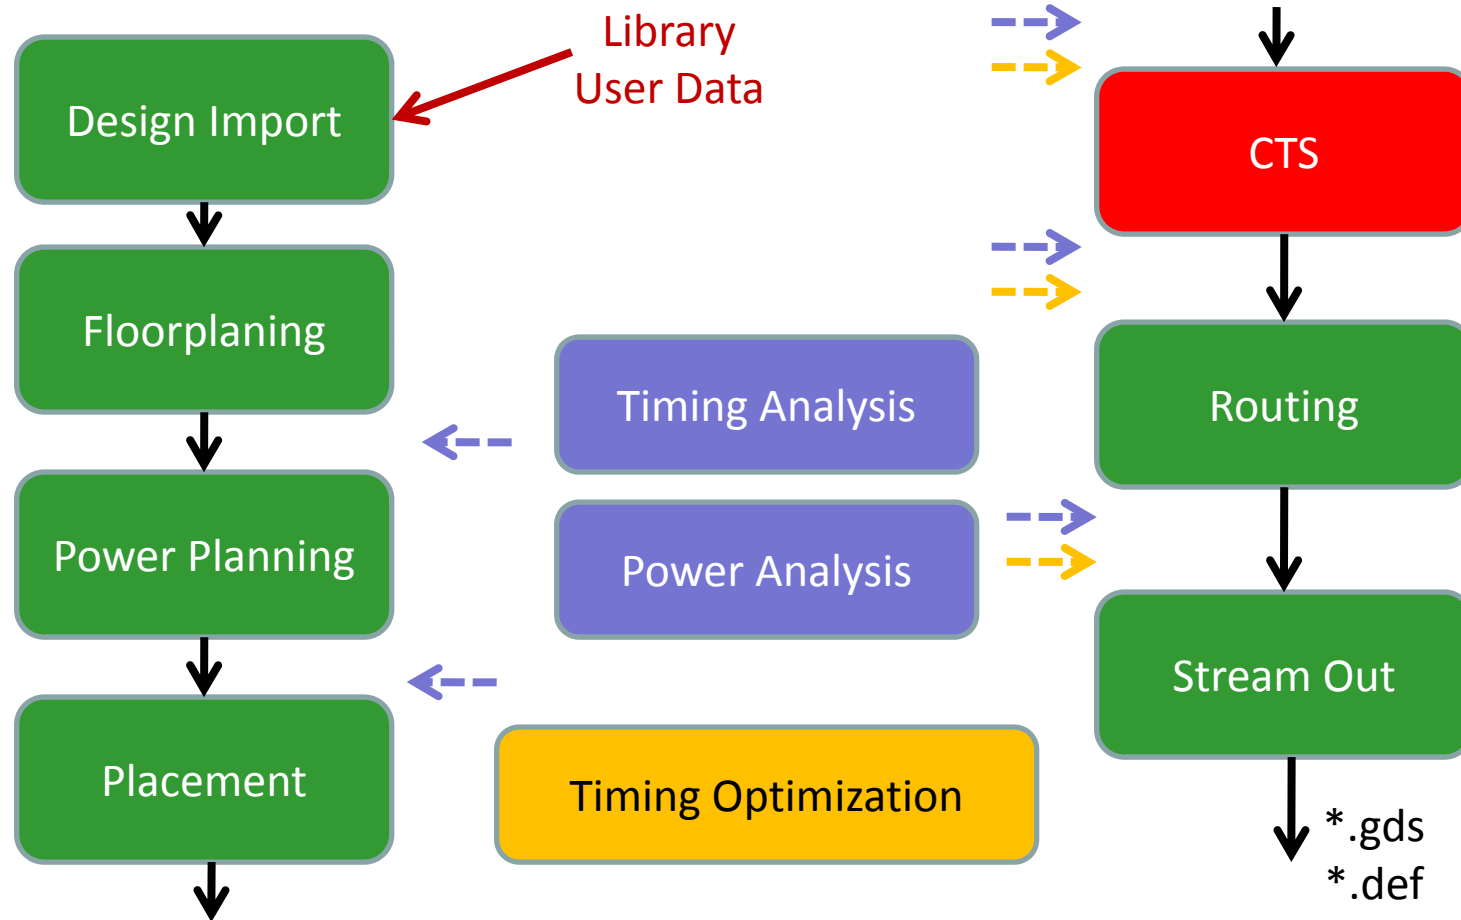 Design Import
Library
User Data
Floorplaning
Power Planning
Placement
Timing Analysis
Power Analysis
Timing Optimization
CTS
Routing
Stream Out
*.gds
*.def